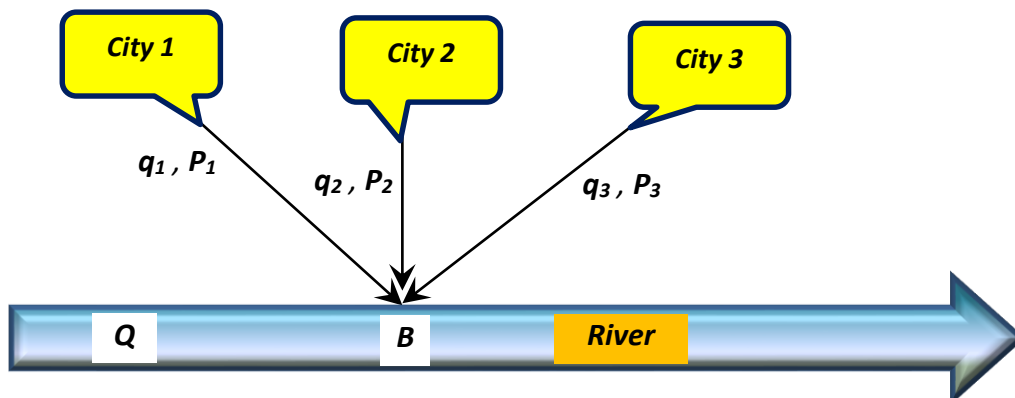 City 1
City 2
City 3
q₁ , P₁
q₂ , P₂
q₃ , P₃
Q
B
River